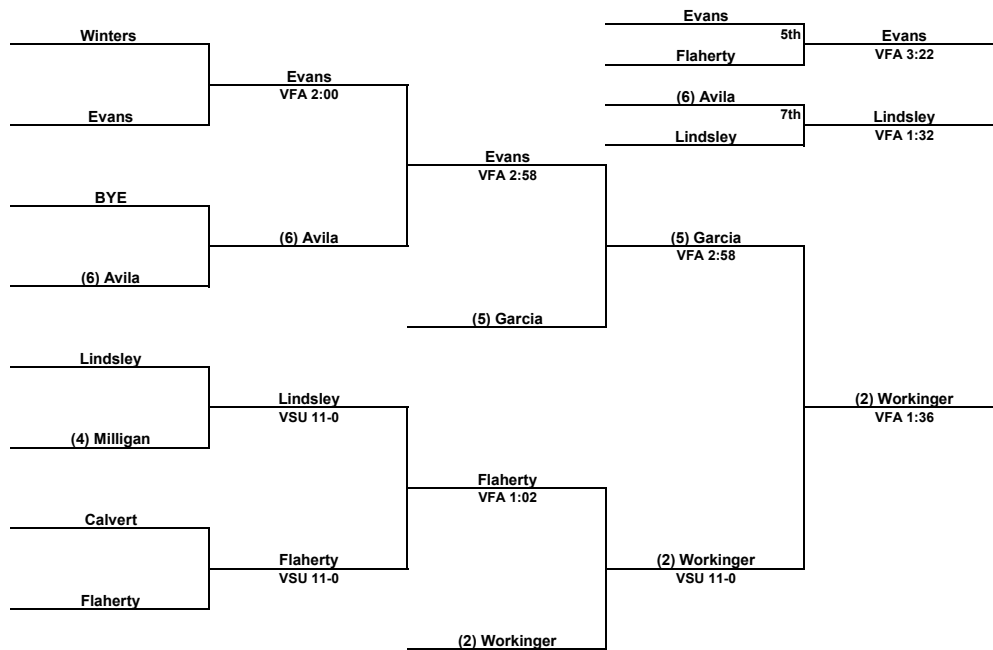 Winters
Evans
BYE
(6) Avila
Lindsley
(4) Milligan
Calvert
Flaherty
Evans
VFA 2:00
(6) Avila
Lindsley
VSU 11-0
Flaherty
VSU 11-0
Evans
VFA 2:58
(5) Garcia
Flaherty
VFA 1:02
(2) Workinger
Evans
5th
Flaherty
(6) Avila
7th
Lindsley
(5) Garcia
VFA 2:58
(2) Workinger
VSU 11-0
Evans
VFA 3:22
Lindsley
VFA 1:32
(2) Workinger
VFA 1:36